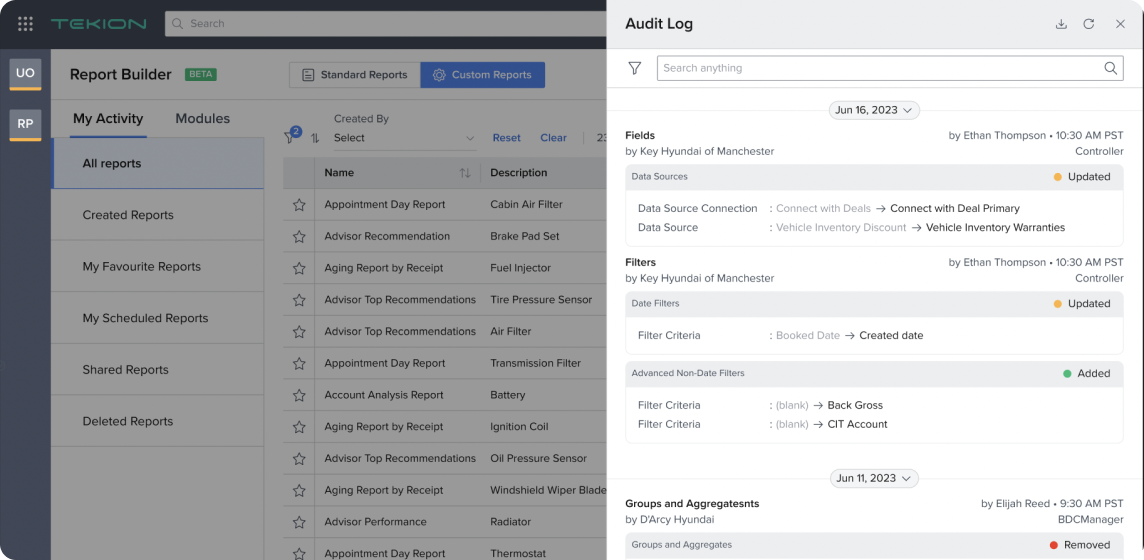 TEKION
Search
UO
RP
Report Builder BETA
Standard Reports
Custom Reports
My Activity
Modules
All reports
Created Reports
My Favourite Reports
My Scheduled Reports
Shared Reports
Deleted Reports
2
Created By
Select
Reset
Clear
Name
Description
Appointment Day Report Cabin Air Filter
Advisor Recommendation Brake Pad Set
Aging Report by Receipt Fuel Injector
Advisor Top Recommendations Tire Pressure Sensor
Advisor Top Recommendations Air Filter
Appointment Day Report Transmission Filter
Account Analysis Report Battery
Aging Report by Receipt Ignition Coil
Advisor Top Recommendations Oil Pressure Sensor
Aging Report by Receipt Windshield Wiper Blade
Advisor Performance Radiator
Appointment Day Report Thermostat
Audit Log
Search anything
Jun 16, 2023
Fields by Ethan Thompson • 10:30 AM PST
by Key Hyundai of Manchester Controller
Data Sources Updated
Data Source Connection : Connect with Deals → Connect with Deal Primary
Data Source : Vehicle Inventory Discount → Vehicle Inventory Warranties
Filters by Ethan Thompson • 10:30 AM PST
by Key Hyundai of Manchester Controller
Date Filters Updated
Filter Criteria : Booked Date → Created date
Advanced Non-Date Filters Added
Filter Criteria : (blank) → Back Gross
Filter Criteria : (blank) → CIT Account
Jun 11, 2023
Groups and Aggregatesnts by Elijah Reed • 9:30 AM PST
by D'Arcy Hyundai BDCManager
Groups and Aggregates Removed